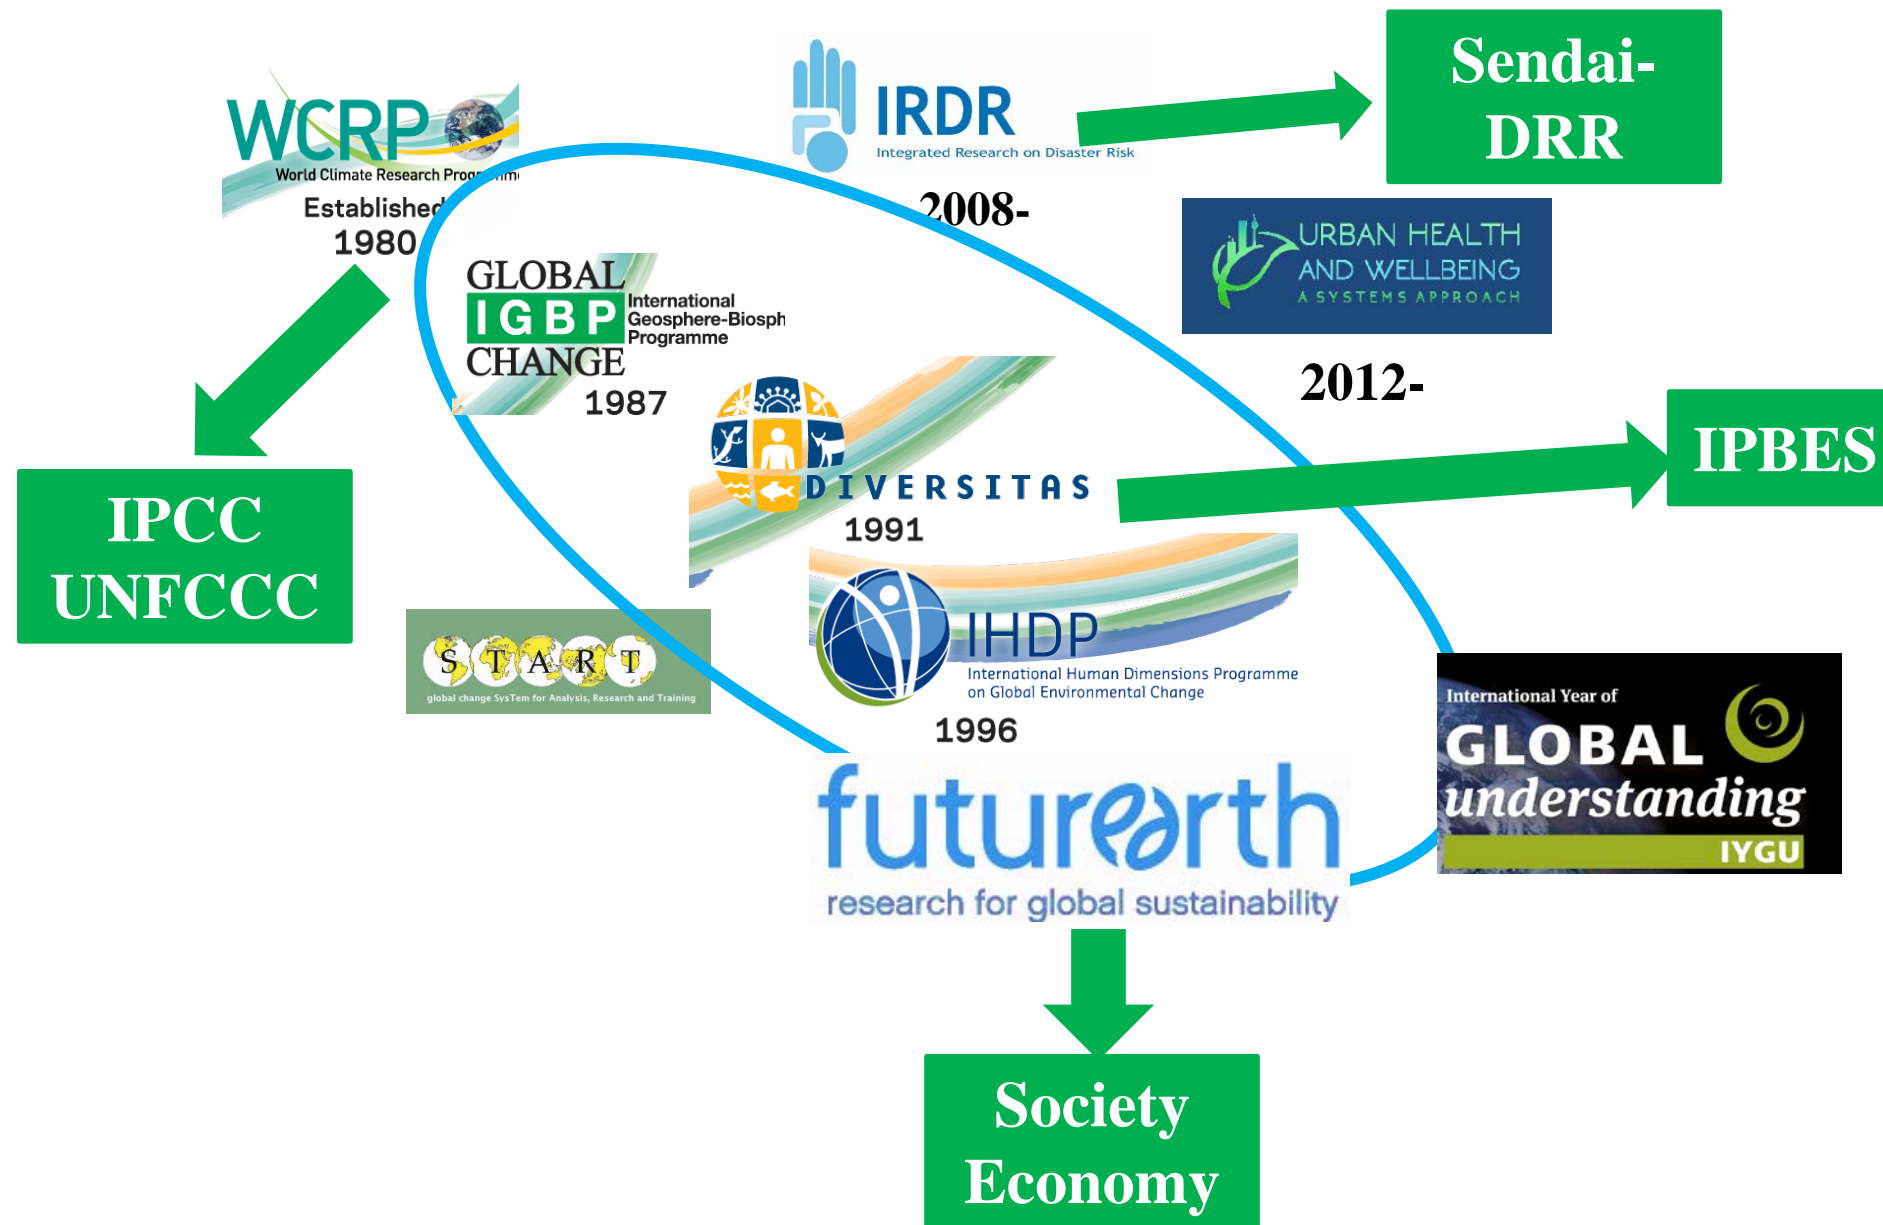 WCRP
World Climate Research Programm
Established
1980
IRDR
Integrated Research on Disaster Risk
2008-
Sendai-
DRR
URBAN HEALTH
AND WELLBEING
A SYSTEMS APPROACH
2012-
GLOBAL
IGBP
CHANGE
International
Geosphere-Biosph
Programme
1987
DIVERSITAS
1991
IPBES
IPCC
UNFCCC
START
global change SysTem for Analysis, Research and Training
IHDP
International Human Dimensions Programme
on Global Environmental Change
1996
International Year of
GLOBAL
understanding
IYGU
futurearth
research for global sustainability
Society
Economy